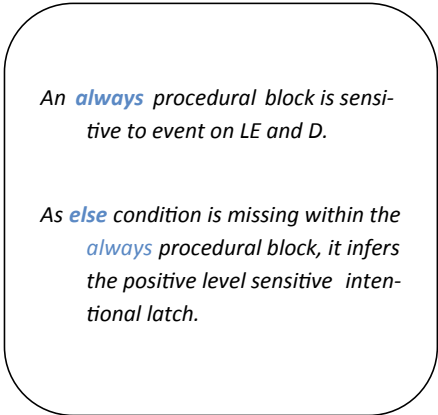 An always procedural block is sensi-
tive to event on LE and D.
As else condition is missing within the
always procedural block, it infers
the positive level sensitive inten-
tional latch.